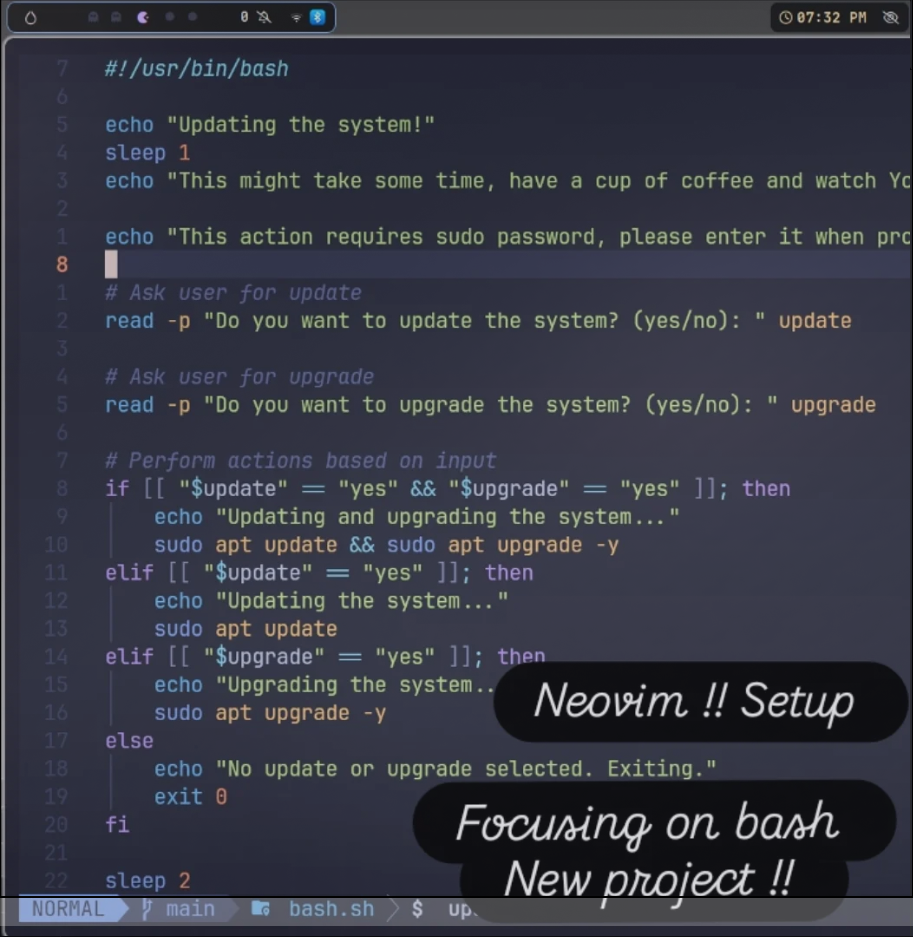 0
07:32 PM
7 #!/usr/bin/bash
6
5 echo "Updating the system!"
4 sleep 1
3 echo "This might take some time, have a cup of coffee and watch
2
1 echo "This action requires sudo password, please enter it when
8
1 # Ask user for update
2 read -p "Do you want to update the system? (yes/no): " update
3
4 # Ask user for upgrade
5 read -p "Do you want to upgrade the system? (yes/no): " upgrade
6
7 # Perform actions based on input
8 if [[ "$update" == "yes" && "$upgrade" == "yes" ]]; then
9 echo "Updating and upgrading the system..."
10 sudo apt update && sudo apt upgrade -y
11 elif [[ "$update" == "yes" ]]; then
12 echo "Updating the system..."
13 sudo apt update
14 elif [[ "$upgrade" == "yes" ]]; then
15 echo "Upgrading the system..
16 sudo apt upgrade -y
17 else
18 echo "No update or upgrade selected. Exiting."
19 exit 0
20 fi
21
22 sleep 2
Neovim !! Setup
Focusing on bash
New project !!
NORMAL main bash.sh $